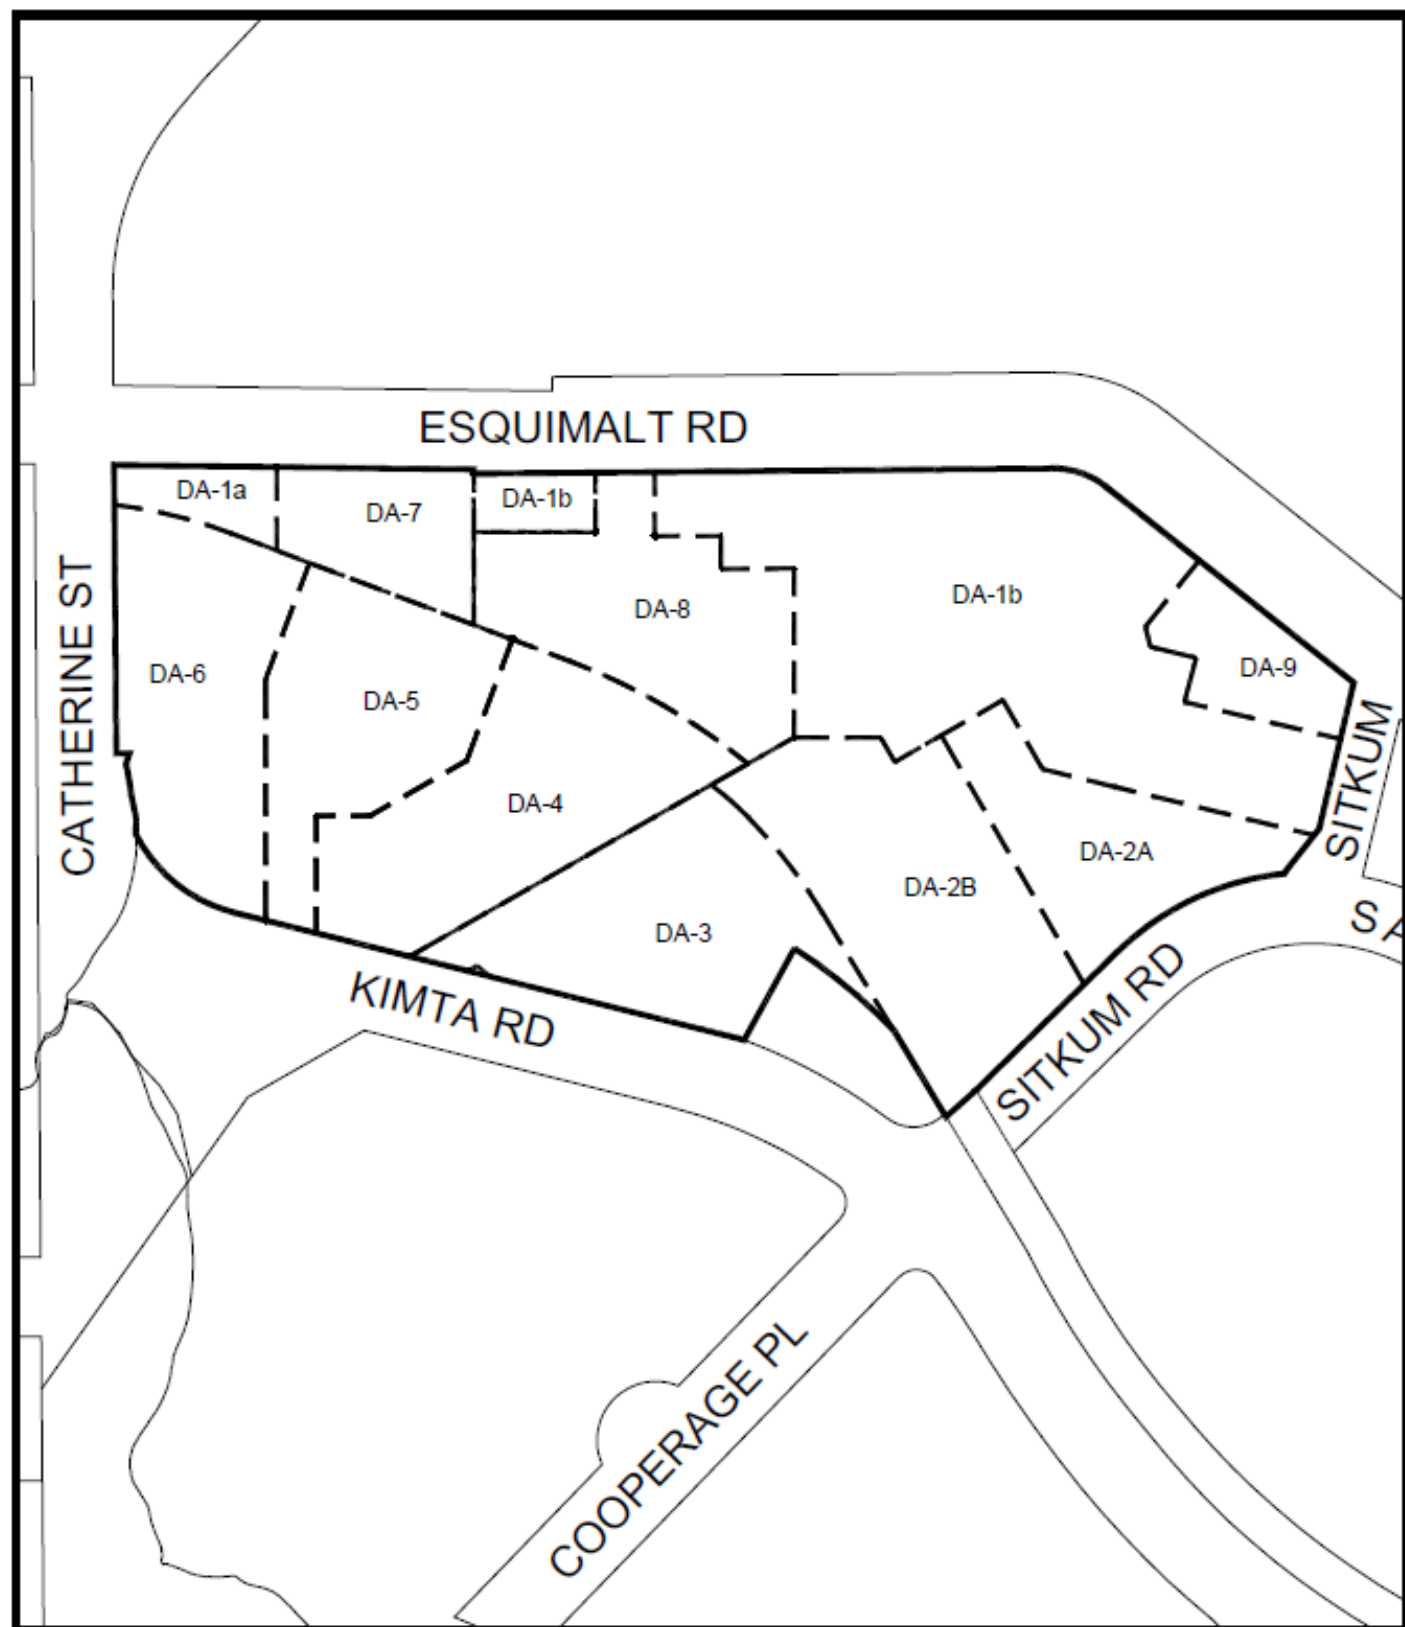 ESQUIMALT RD
DA-1a
DA-7
DA-1b
DA-8
DA-1b
DA-9
CATHERINE ST
DA-6
DA-5
DA-4
DA-2A
DA-2B
DA-3
SITKUM
S A
KIMTA RD
SITKUM RD
COOPERAGE PL